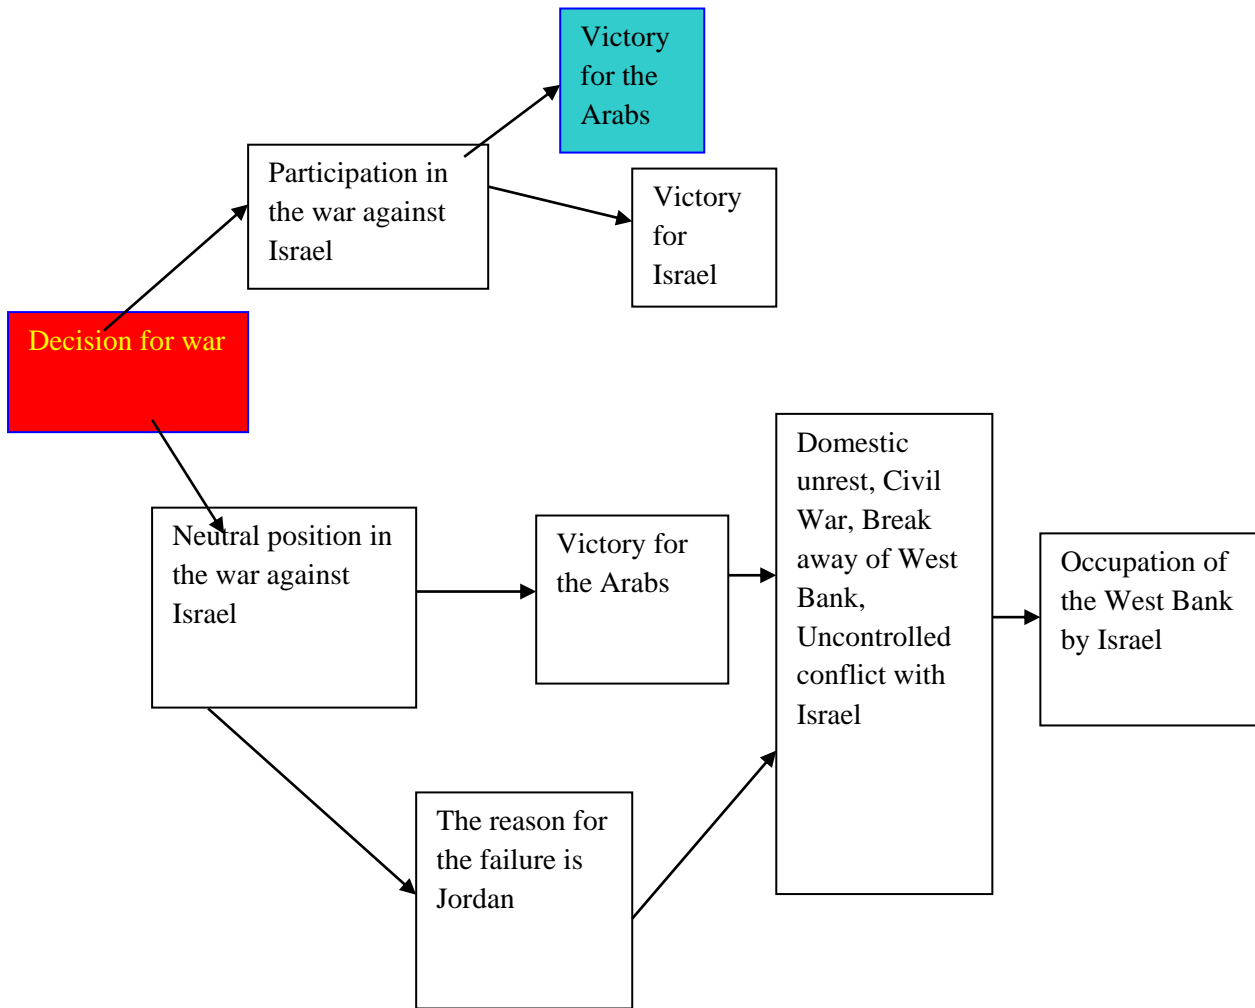 Victory
for the
Arabs
Participation in
the war against
Israel
Victory
for
Israel
Decision for war
Neutral position in
the war against
Israel
Victory for
the Arabs
Domestic
unrest, Civil
War, Break
away of West
Bank,
Uncontrolled
conflict with
Israel
Occupation of
the West Bank
by Israel
The reason for
the failure is
Jordan